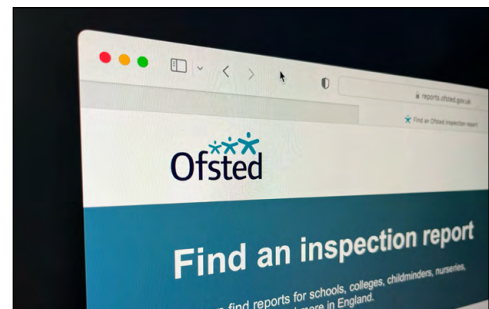 reports.ofsted.gov.uk
Find an Ofsted inspection report
Ofsted
Find an inspection report
find reports for schools, colleges, childminders, nurseries,
more in England.